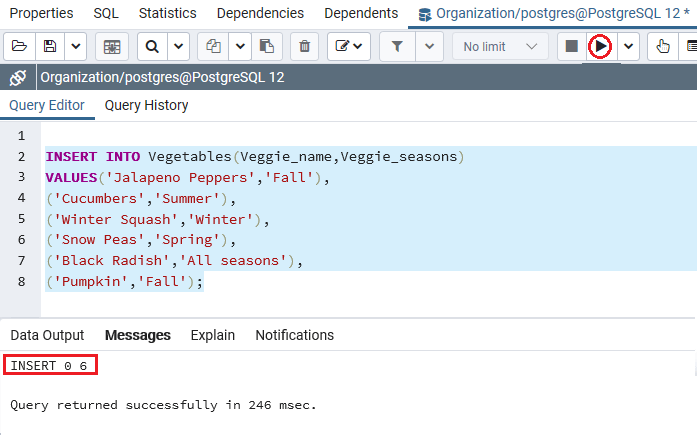 Properties SQL Statistics Dependencies Dependents Organization/postgres@PostgreSQL 12 *
No limit
Organization/postgres@PostgreSQL 12
Query Editor Query History
1
2 INSERT INTO Vegetables(Veggie_name,Veggie_seasons)
3 VALUES('Jalapeno Peppers','Fall'),
4 ('Cucumbers','Summer'),
5 ('Winter Squash','Winter'),
6 ('Snow Peas','Spring'),
7 ('Black Radish','All seasons'),
8 ('Pumpkin','Fall');
Data Output Messages Explain Notifications
INSERT 0 6
Query returned successfully in 246 msec.